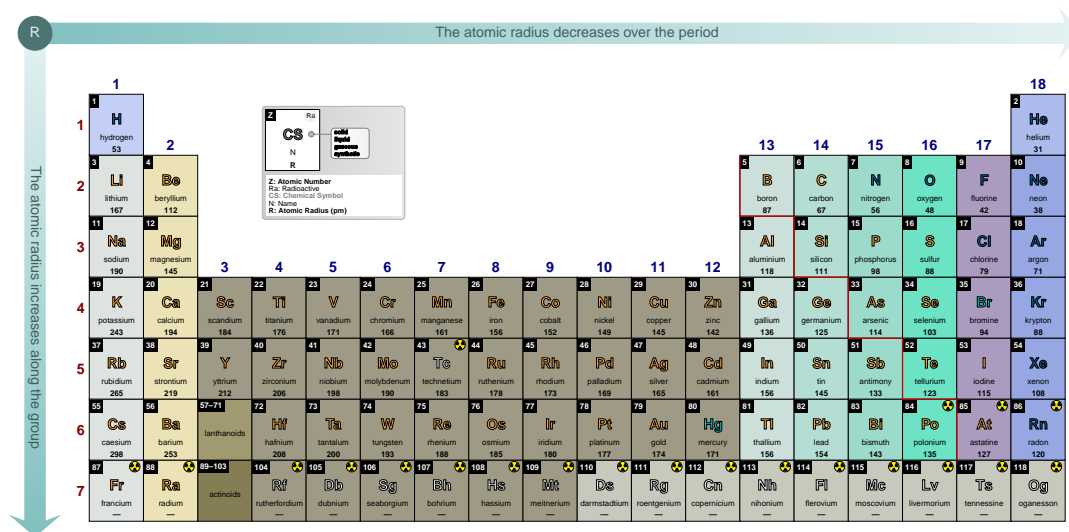 R
The atomic radius decreases over the period
The atomic radius increases along the group
1
18
1
H
hydrogen
53
Z
Ra
CS
N
R
solid
liquid
gaseous
synthetic
Z: Atomic Number
Ra: Radioactive
CS: Chemical Symbol
N: Name
R: Atomic Radius (pm)
2
He
helium
31
1
2
13
14
15
16
17
2
3
Li
lithium
167
4
Be
beryllium
112
5
B
boron
87
6
C
carbon
67
7
N
nitrogen
56
8
O
oxygen
48
9
F
fluorine
42
10
Ne
neon
38
3
11
Na
sodium
190
12
Mg
magnesium
145
3
4
5
6
7
8
9
10
11
12
13
Al
aluminium
118
14
Si
silicon
111
15
P
phosphorus
98
16
S
sulfur
88
17
Cl
chlorine
79
18
Ar
argon
71
4
19
K
potassium
243
20
Ca
calcium
194
21
Sc
scandium
184
22
Ti
titanium
176
23
V
vanadium
171
24
Cr
chromium
166
25
Mn
manganese
161
26
Fe
iron
156
27
Co
cobalt
152
28
Ni
nickel
149
29
Cu
copper
145
30
Zn
zinc
142
31
Ga
gallium
136
32
Ge
germanium
125
33
As
arsenic
114
34
Se
selenium
103
35
Br
bromine
94
36
Kr
krypton
88
5
37
Rb
rubidium
265
38
Sr
strontium
219
39
Y
yttrium
212
40
Zr
zirconium
206
41
Nb
niobium
198
42
Mo
molybdenum
190
43
Tc
technetium
183
44
Ru
ruthenium
178
45
Rh
rhodium
173
46
Pd
palladium
169
47
Ag
silver
165
48
Cd
cadmium
161
49
In
indium
156
50
Sn
tin
145
51
Sb
antimony
133
52
Te
tellurium
123
53
I
iodine
115
54
Xe
xenon
108
6
55
Cs
caesium
298
56
Ba
barium
253
57–71
lanthanoids
72
Hf
hafnium
208
73
Ta
tantalum
200
74
W
tungsten
193
75
Re
rhenium
188
76
Os
osmium
185
77
Ir
iridium
180
78
Pt
platinum
177
79
Au
gold
174
80
Hg
mercury
171
81
Tl
thallium
156
82
Pb
lead
154
83
Bi
bismuth
143
84
Po
polonium
135
85
At
astatine
127
86
Rn
radon
120
7
87
Fr
francium
—
88
Ra
radium
—
89–103
actinoids
104
Rf
rutherfordium
—
105
Db
dubnium
—
106
Sg
seaborgium
—
107
Bh
bohrium
—
108
Hs
hassium
—
109
Mt
meitnerium
—
110
Ds
darmstadtium
—
111
Rg
roentgenium
—
112
Cn
copernicium
—
113
Nh
nihonium
—
114
Fl
flerovium
—
115
Mc
moscovium
—
116
Lv
livermorium
—
117
Ts
tennessine
—
118
Og
oganesson
—